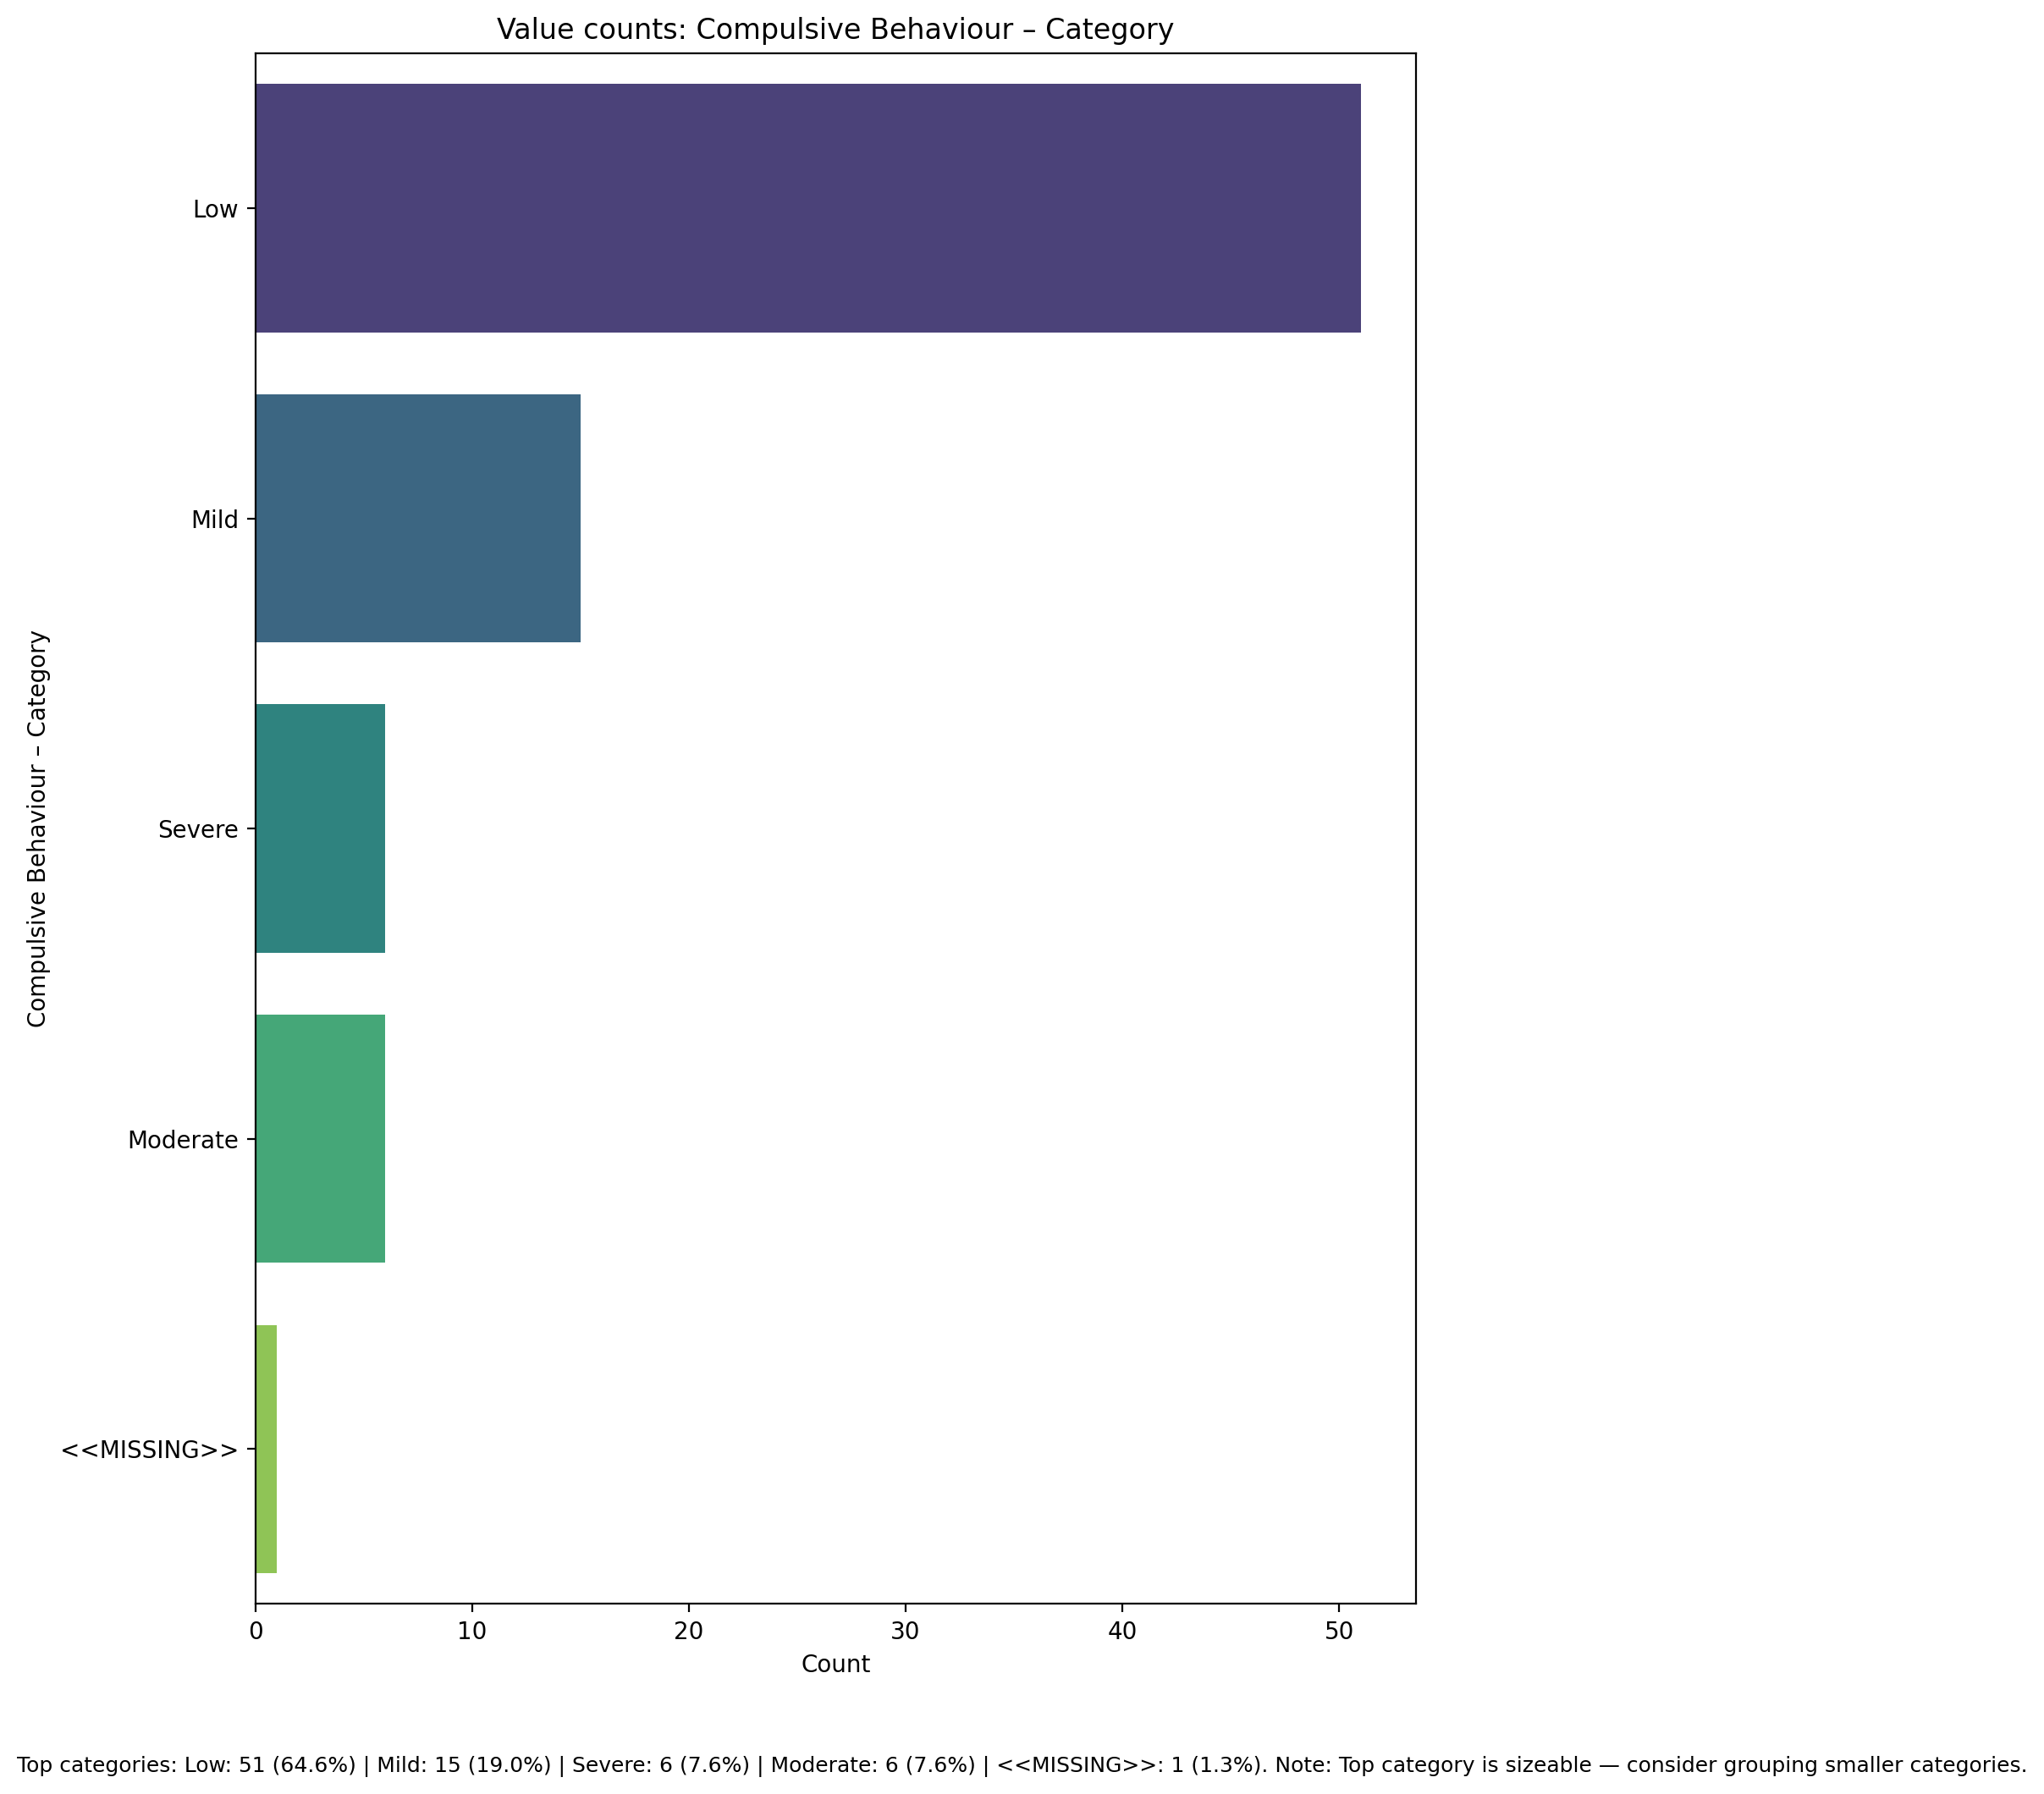 Value counts: Compulsive Behaviour – Category
Compulsive Behaviour – Category
Low
Mild
Severe
Moderate
<<MISSING>>
0 10 20 30 40 50
Count
Top categories: Low: 51 (64.6%) | Mild: 15 (19.0%) | Severe: 6 (7.6%) | Moderate: 6 (7.6%) | <<MISSING>>: 1 (1.3%). Note: Top category is sizeable — consider grouping smaller categories.